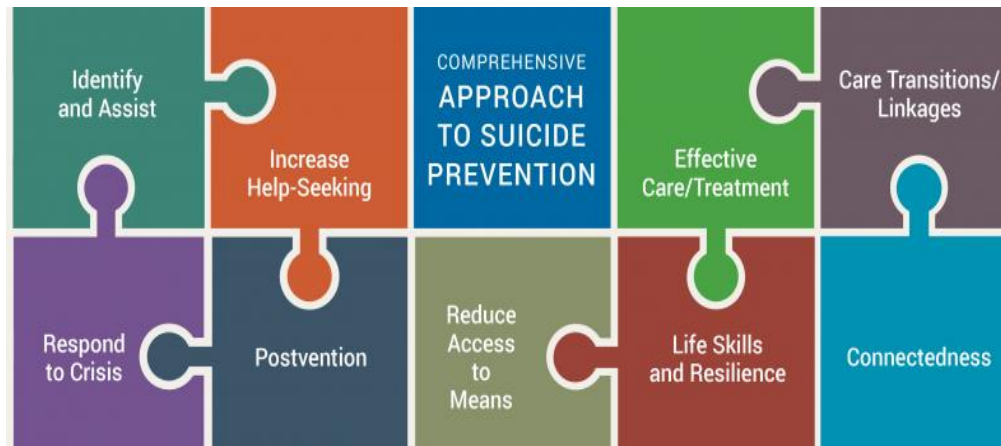 Identify
and Assist
Increase
Help-Seeking
COMPREHENSIVE
APPROACH
TO SUICIDE
PREVENTION
Effective
Care/Treatment
Care Transitions/
Linkages
Respond
to Crisis
Postvention
Reduce
Access
to
Means
Life Skills
and Resilience
Connectedness